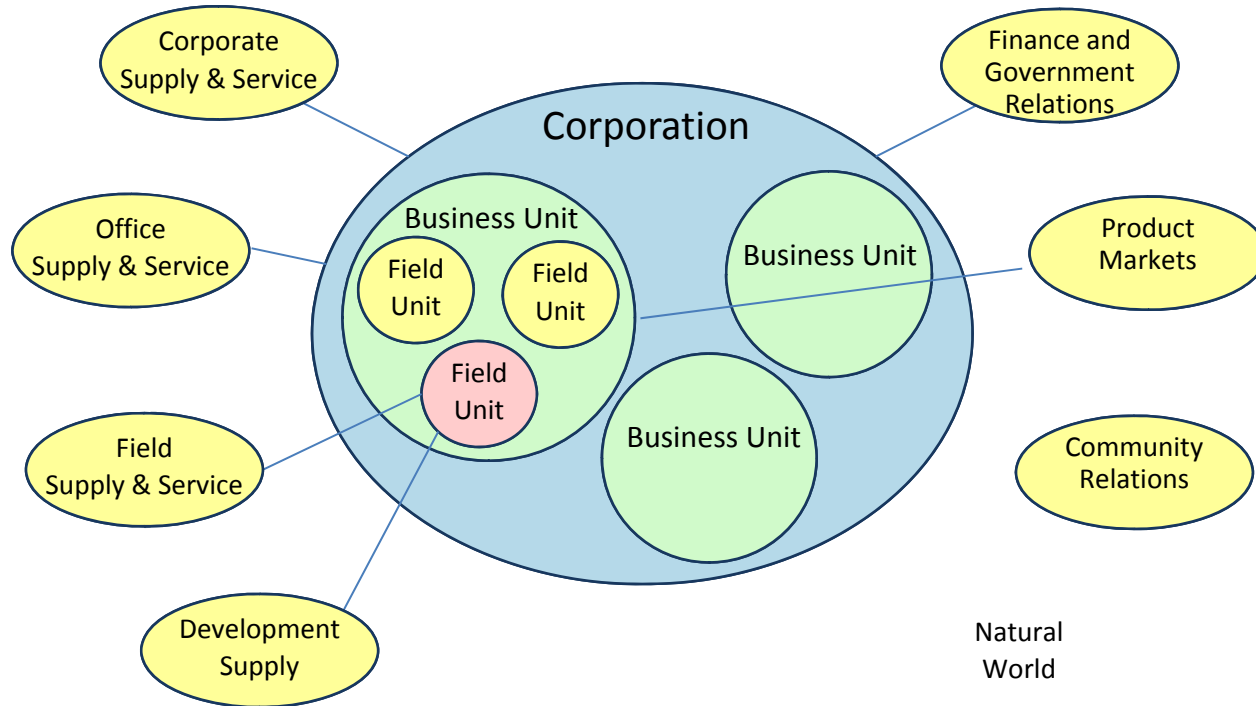 Corporate
Supply & Service
Finance and
Government
Relations
Corporation
Office
Supply & Service
Business Unit
Field
Unit
Field
Unit
Field
Unit
Business Unit
Business Unit
Product
Markets
Field
Supply & Service
Community
Relations
Development
Supply
Natural
World